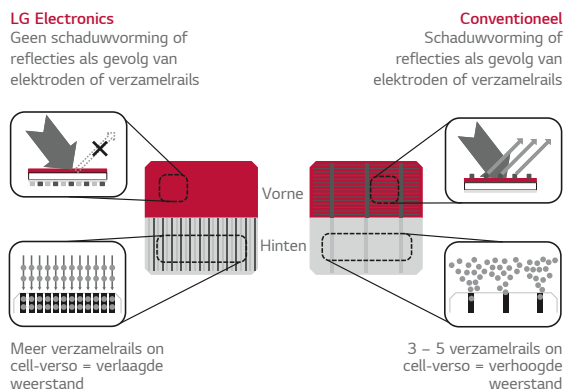 LG Electronics
Geen schaduwvorming of
reflecties als gevolg van
elektroden of verzamelrails
Conventioneel
Schaduwvorming of
reflecties als gevolg van
elektroden of verzamelrails
Vorne
Hinten
Meer verzamelrails on
cell-verso = verlaagde
weerstand
3 – 5 verzamelrails on
cell-verso = verhoogde
weerstand